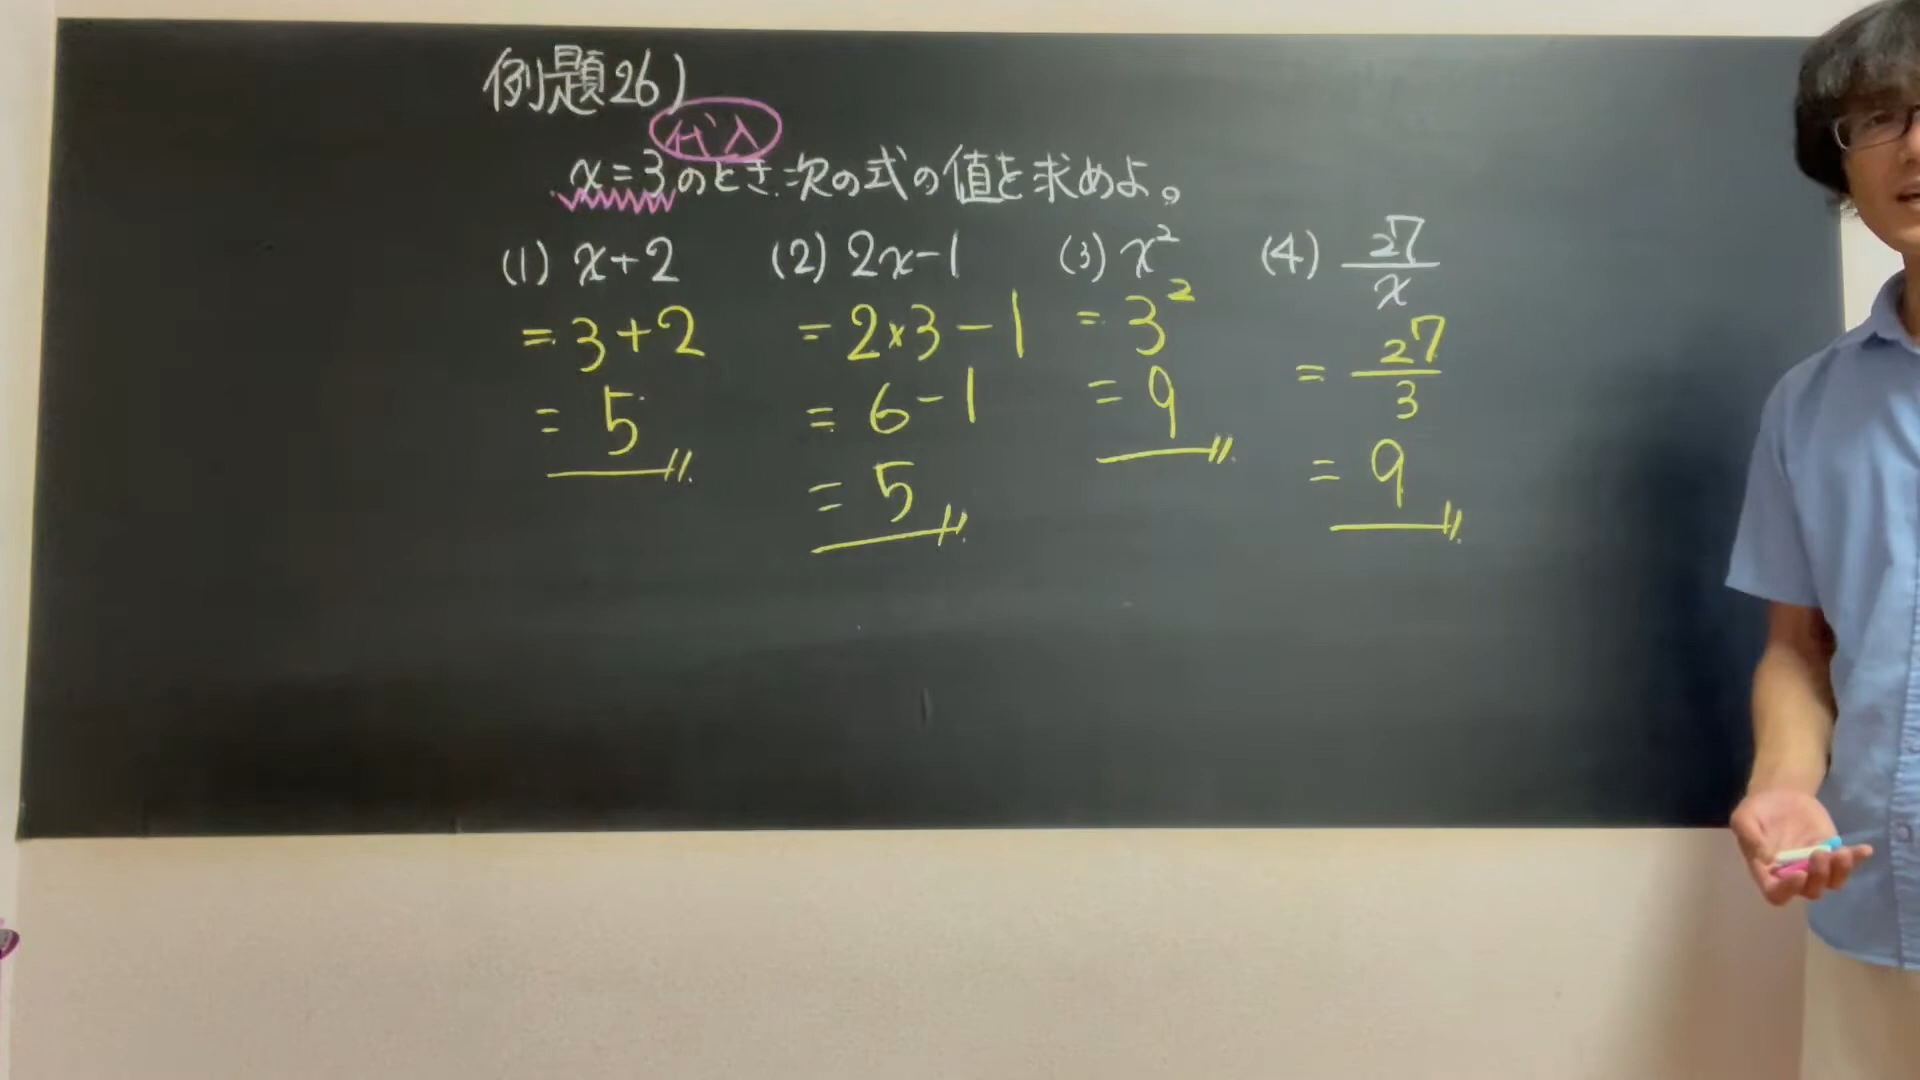 例題26)
代入
x=3のとき次の式の値を求めよ。
(1) x+2 (2) 2x-1 (3) x² (4) 27/x
=3+2 =2×3-1 =3² =27/3
=5 =6-1 =9 =9
=5